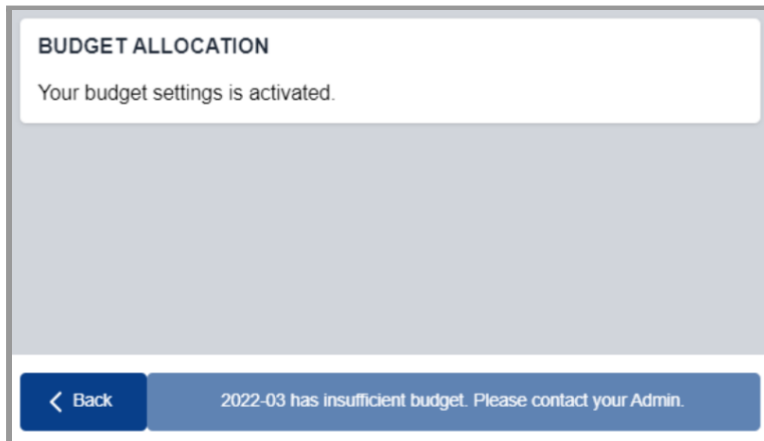 BUDGET ALLOCATION
Your budget settings is activated.
Back
2022-03 has insufficient budget. Please contact your Admin.